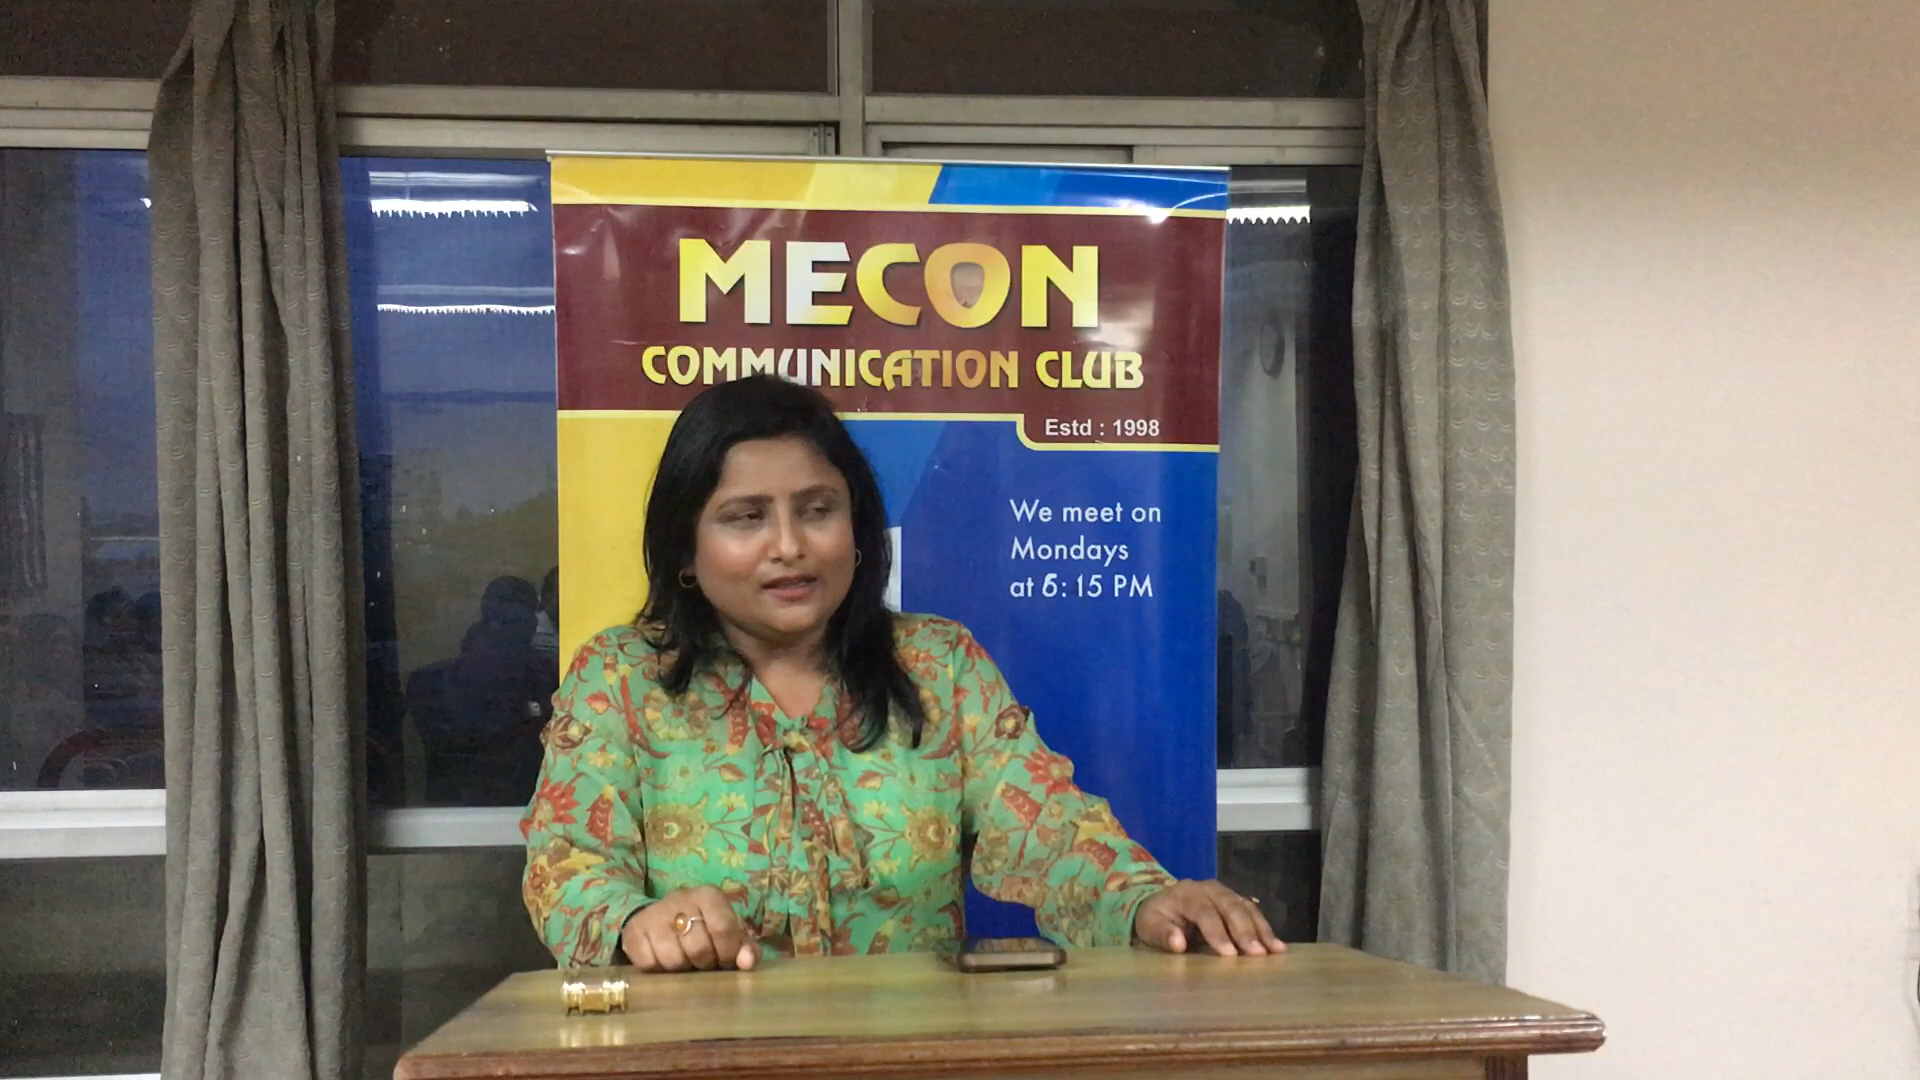 MECON
COMMUNICATION CLUB
Estd : 1998
We meet on
Mondays
at 6: 15 PM